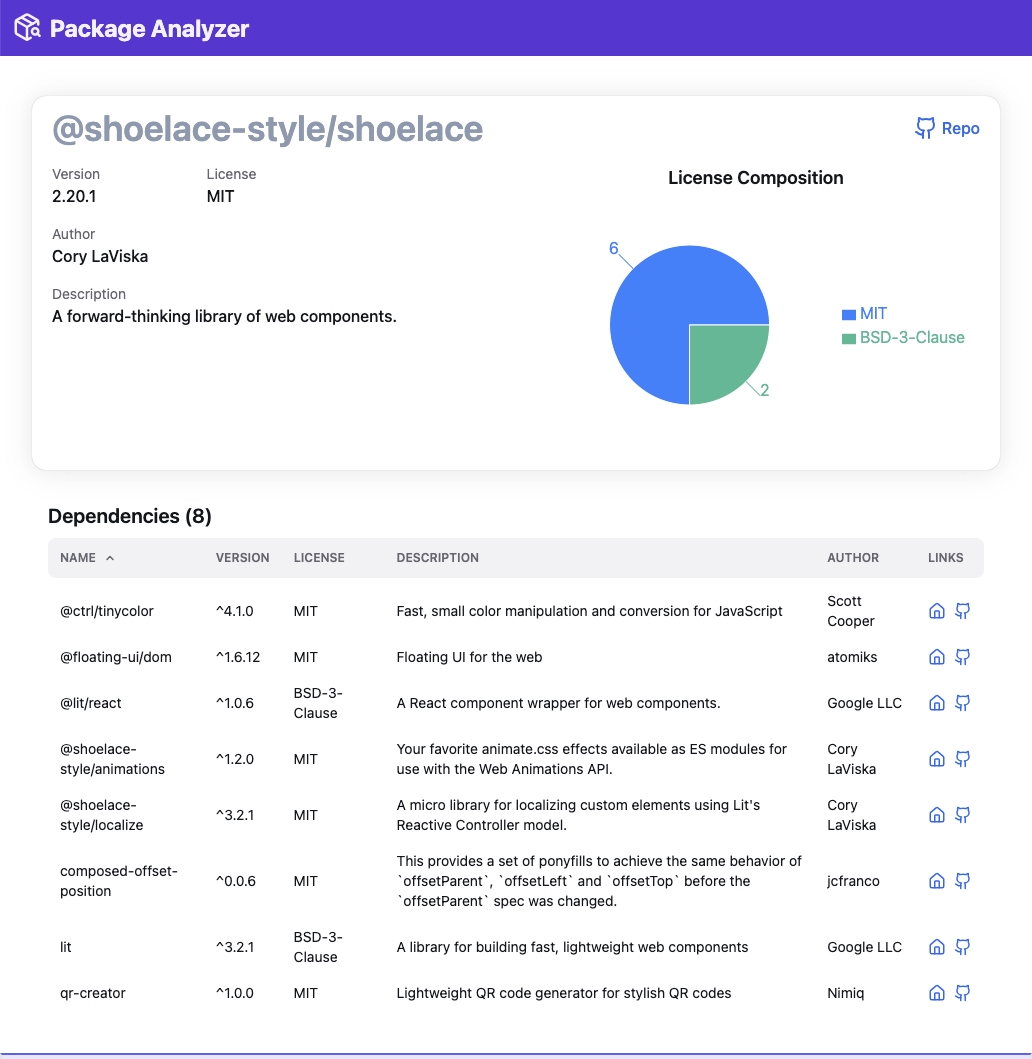 Package Analyzer
@shoelace-style/shoelace
Repo
Version
License
2.20.1
MIT
Author
Cory LaViska
Description
A forward-thinking library of web components.
License Composition
6
2
MIT
BSD-3-Clause
Dependencies (8)
NAME VERSION LICENSE DESCRIPTION AUTHOR LINKS
@ctrl/tinycolor ^4.1.0 MIT Fast, small color manipulation and conversion for JavaScript Scott
Cooper
@floating-ui/dom ^1.6.12 MIT Floating UI for the web atomiks
@lit/react ^1.0.6 BSD-3-
Clause
A React component wrapper for web components. Google LLC
@shoelace-
style/animations
^1.2.0 MIT
Your favorite animate.css effects available as ES modules for
use with the Web Animations API.
Cory
LaViska
@shoelace-
style/localize
^3.2.1 MIT
A micro library for localizing custom elements using Lit's
Reactive Controller model.
Cory
LaViska
composed-offset-
position
^0.0.6 MIT
This provides a set of ponyfills to achieve the same behavior of
`offsetParent`, `offsetLeft` and `offsetTop` before the
`offsetParent` spec was changed.
jcfranco
lit ^3.2.1 BSD-3-
Clause
A library for building fast, lightweight web components Google LLC
qr-creator ^1.0.0 MIT Lightweight QR code generator for stylish QR codes Nimiq